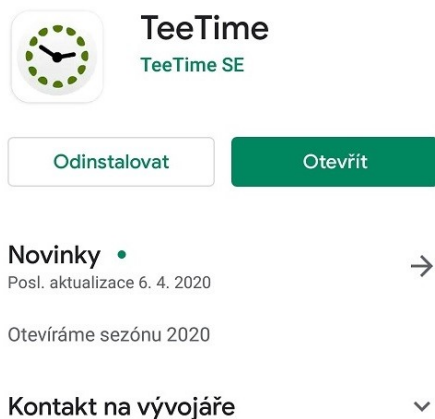 TeeTime
TeeTime SE
Odinstalovat
Otevřít
Novinky
Posl. aktualizace 6. 4. 2020
Otevíráme sezónu 2020
Kontakt na vývojáře